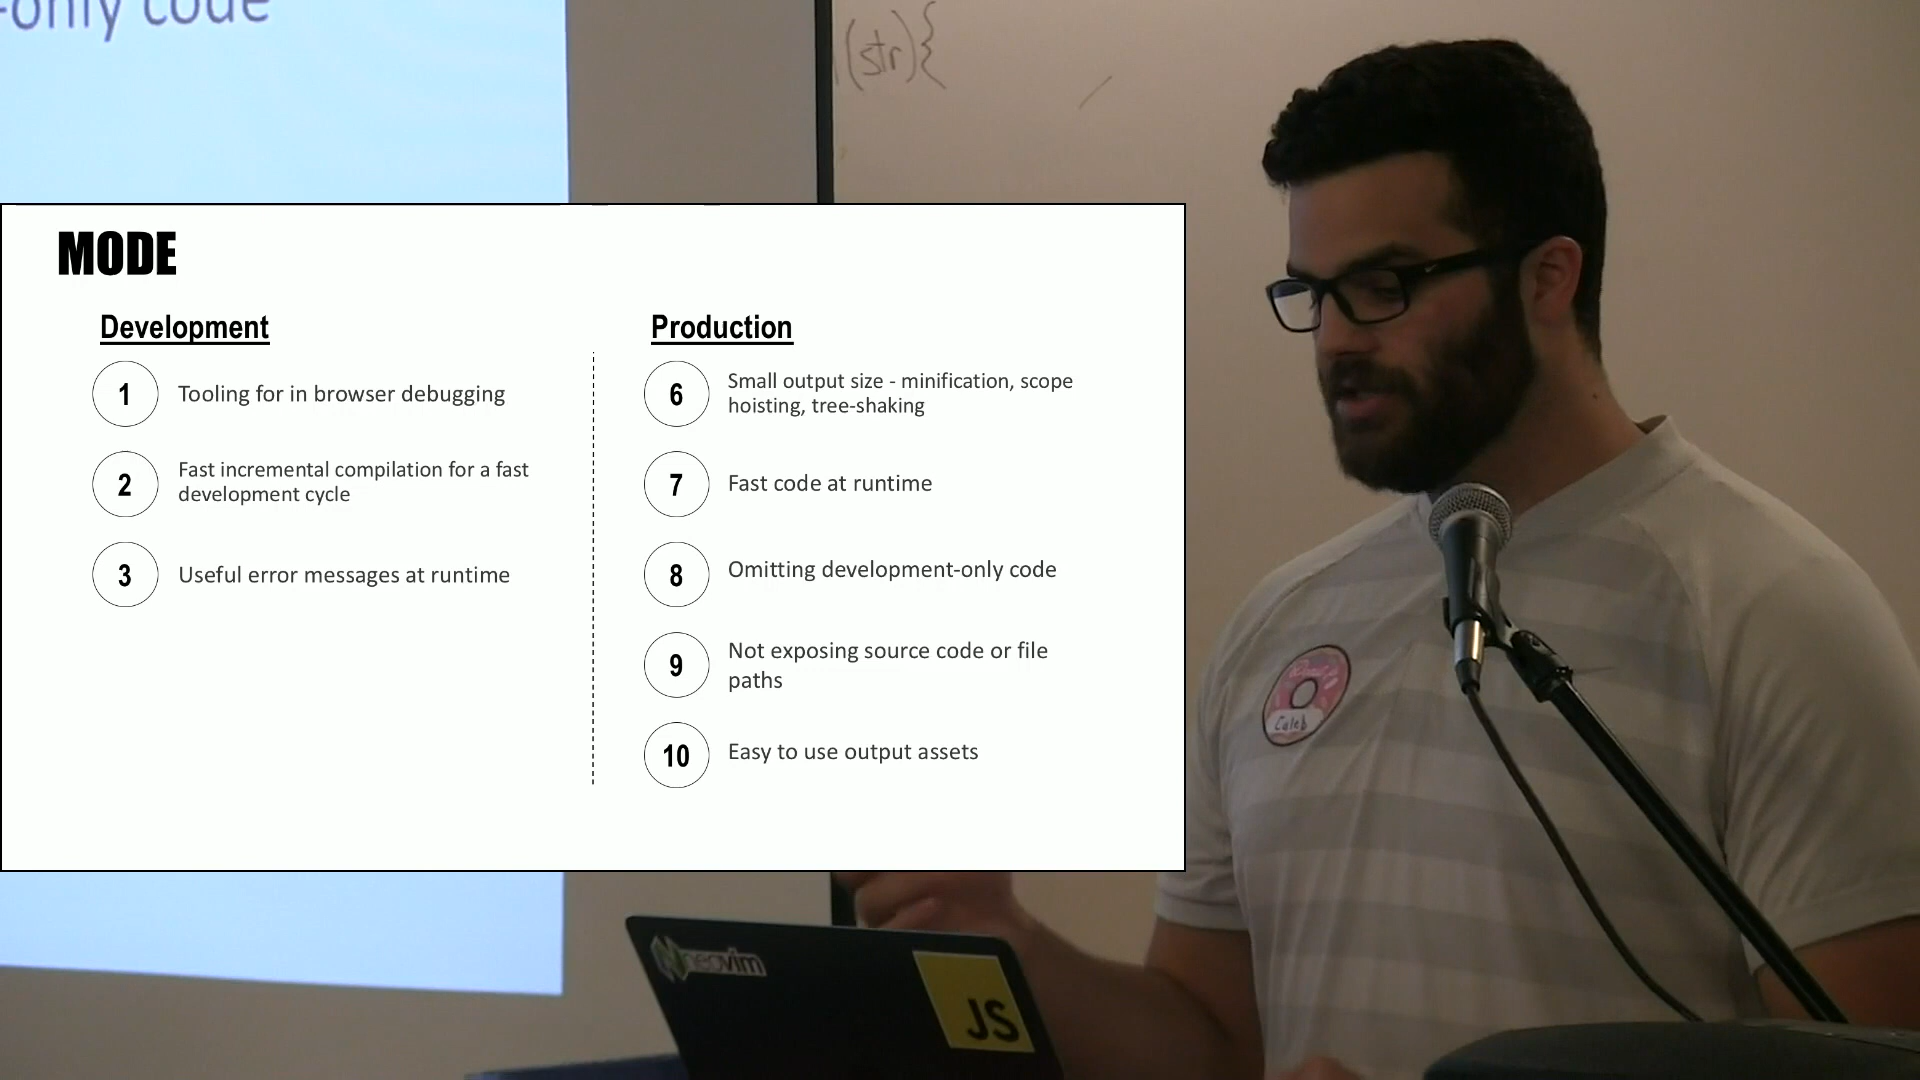 -only code
(str){
MODE
Development
1 Tooling for in browser debugging
2 Fast incremental compilation for a fast
development cycle
3 Useful error messages at runtime
Production
6 Small output size - minification, scope
hoisting, tree-shaking
7 Fast code at runtime
8 Omitting development-only code
9 Not exposing source code or file
paths
10 Easy to use output assets
Caleb
neovim
JS